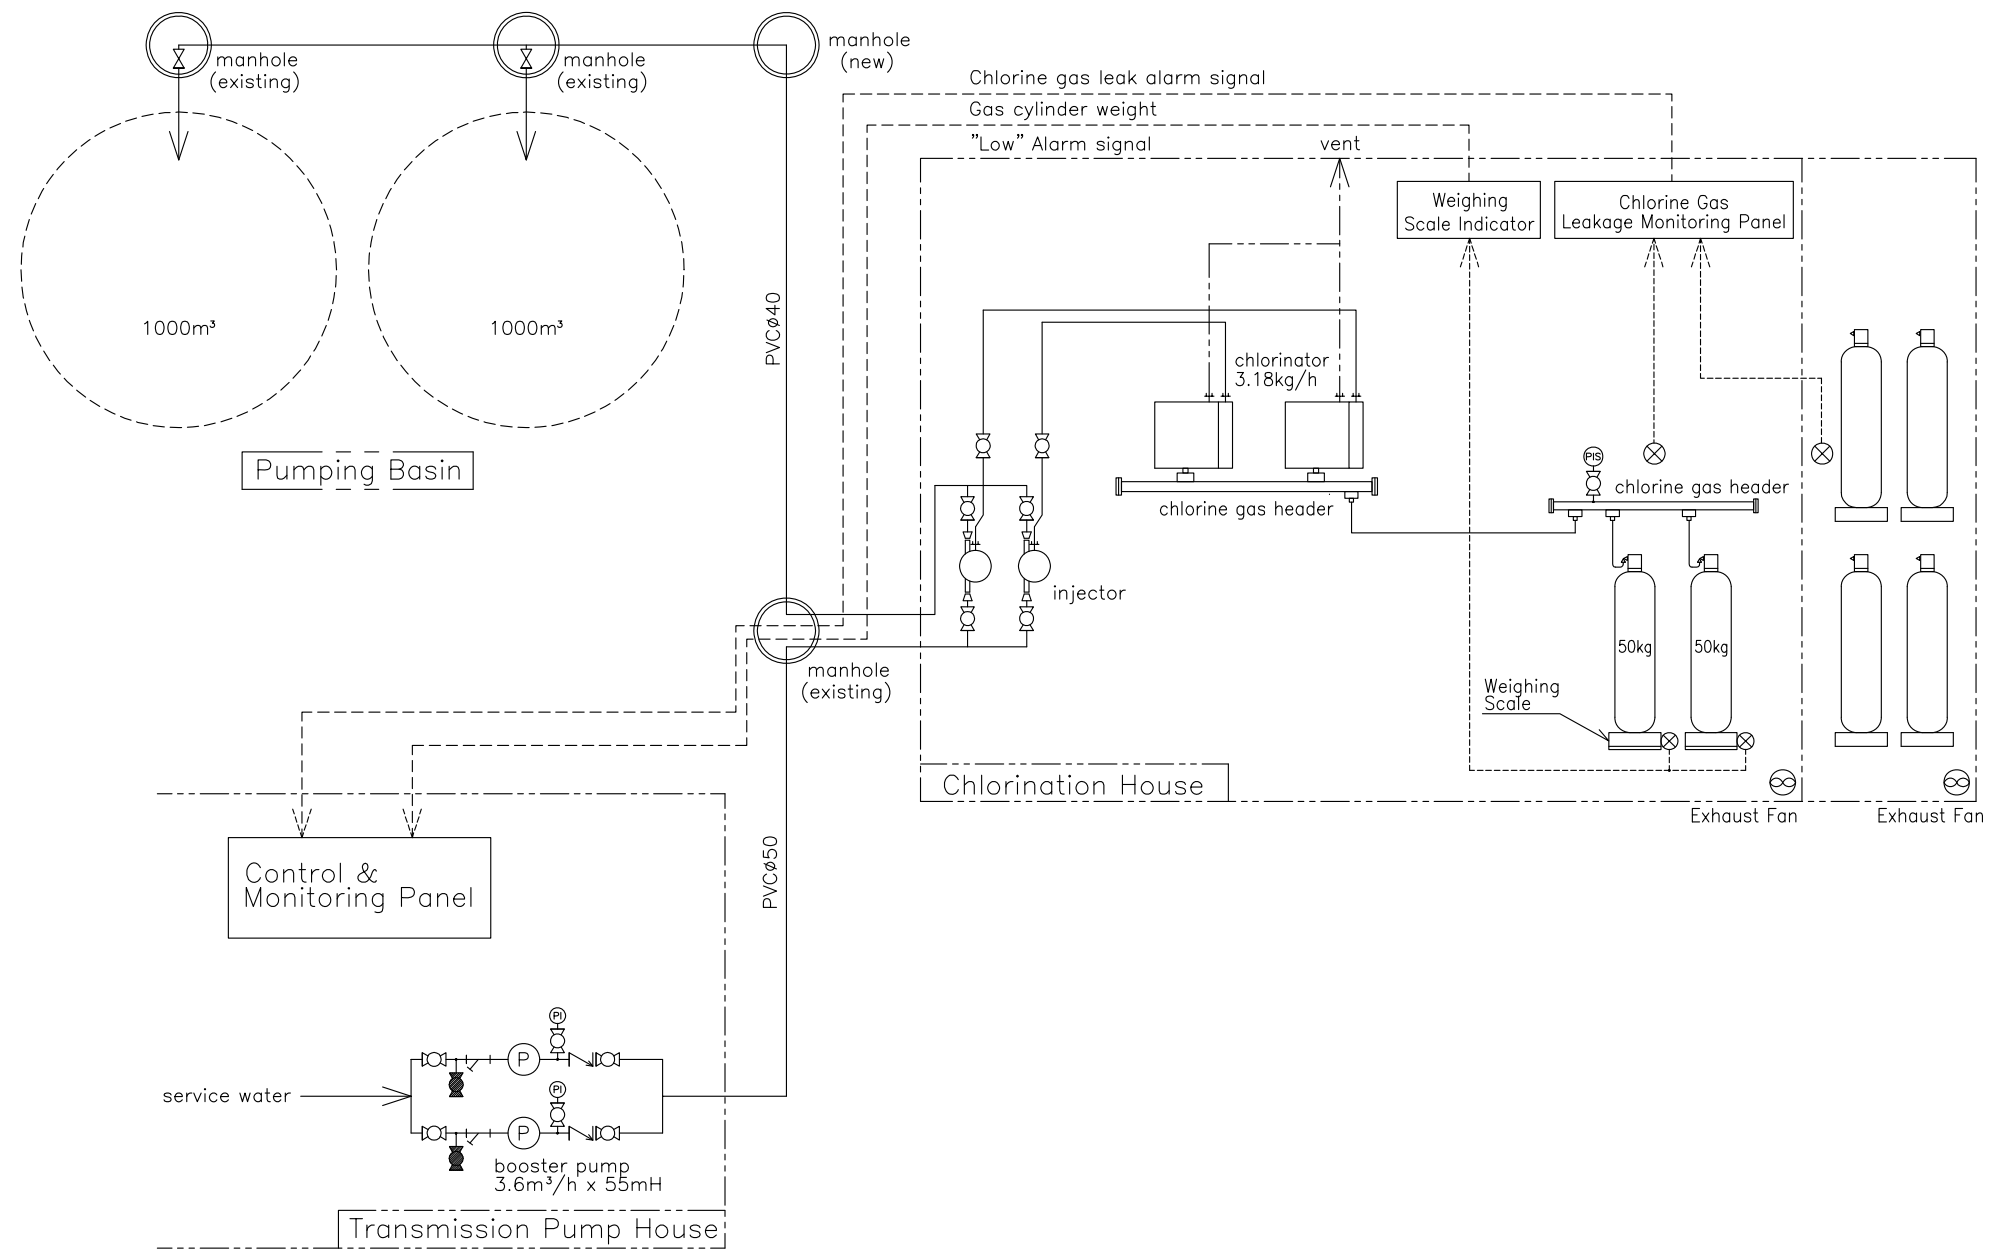 manhole
(existing)
manhole
(existing)
manhole
(new)
Chlorine gas leak alarm signal
Gas cylinder weight
"Low" Alarm signal
vent
Weighing
Scale Indicator
Chlorine Gas
Leakage Monitoring Panel
1000m³
1000m³
PVCø40
chlorinator
3.18kg/h
Pumping Basin
PIS
chlorine gas header
chlorine gas header
injector
manhole
(existing)
50kg
50kg
Weighing
Scale
Chlorination House
Exhaust Fan
Exhaust Fan
Control &
Monitoring Panel
PVCø50
PI
P
service water
PI
P
booster pump
3.6m³/h x 55mH
Transmission Pump House